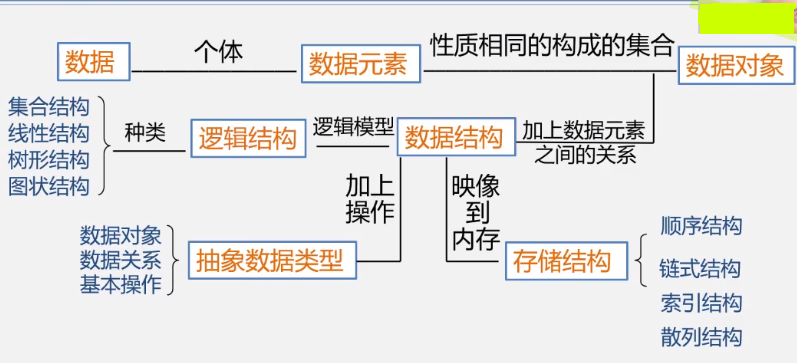 数据
个体
数据元素
性质相同的构成的集合
数据对象
集合结构
线性结构
树形结构
图状结构
种类
逻辑结构
逻辑模型
数据结构
加上数据元素
之间的关系
加上
操作
映像
到
内存
数据对象
数据关系
基本操作
抽象数据类型
存储结构
顺序结构
链式结构
索引结构
散列结构